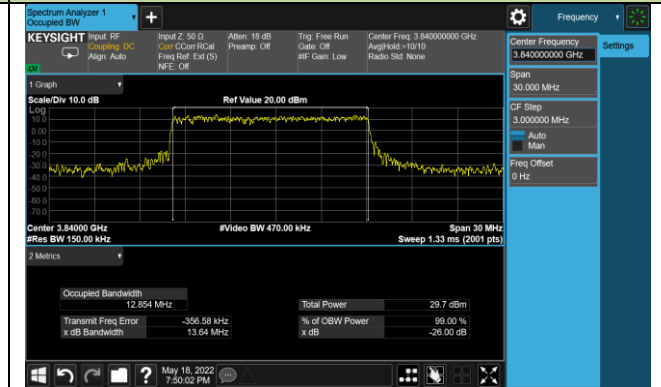 Spectrum Analyzer 1
Occupied BW
+
Frequency
KEYSIGHT
Input: RF
Coupling: DC
Align: Auto
LW
Input Z: 50 Ω
Corr CCorr RCal
Freq Ref: Ext (S)
NFE: Off
Atten: 18 dB
Preamp: Off
Trig: Free Run
Gate: Off
#IF Gain: Low
Center Freq: 3.840000000 GHz
Avg|Hold:>10/10
Radio Std: None
Center Frequency
3.840000000 GHz
Settings
Span
30.000 MHz
CF Step
3.000000 MHz
Auto
Man
Freq Offset
0 Hz
1 Graph
Scale/Div 10.0 dB
Ref Value 20.00 dBm
Log
10.0
0.00
-10.0
-20.0
-30.0
-40.0
-50.0
-60.0
-70.0
Center 3.84000 GHz
#Video BW 470.00 kHz
Span 30 MHz
#Res BW 150.00 kHz
Sweep 1.33 ms (2001 pts)
2 Metrics
Occupied Bandwidth
12.854 MHz
Total Power
29.7 dBm
Transmit Freq Error
-356.58 kHz
% of OBW Power
99.00 %
x dB Bandwidth
13.64 MHz
x dB
-26.00 dB
?
May 18, 2022
7:50:02 PM